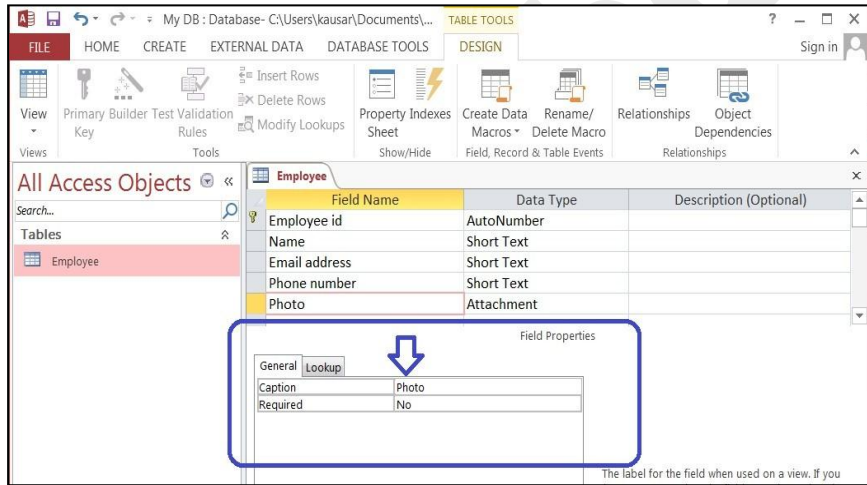 My DB : Database- C:\Users\kausar\Documents\... TABLE TOOLS ?
FILE HOME CREATE EXTERNAL DATA DATABASE TOOLS DESIGN Sign in
Insert Rows
Delete Rows
Modify Lookups
View Primary Key Builder Test Validation Rules Property Sheet Indexes Create Data Macros Rename/ Delete Macro Relationships Object Dependencies
Views Tools Show/Hide Field, Record & Table Events Relationships
All Access Objects
Search...
Tables
Employee
Employee
Field Name Data Type Description (Optional)
Employee id AutoNumber
Name Short Text
Email address Short Text
Phone number Short Text
Photo Attachment
Field Properties
General Lookup
Caption Photo
Required No
The label for the field when used on a view. If you